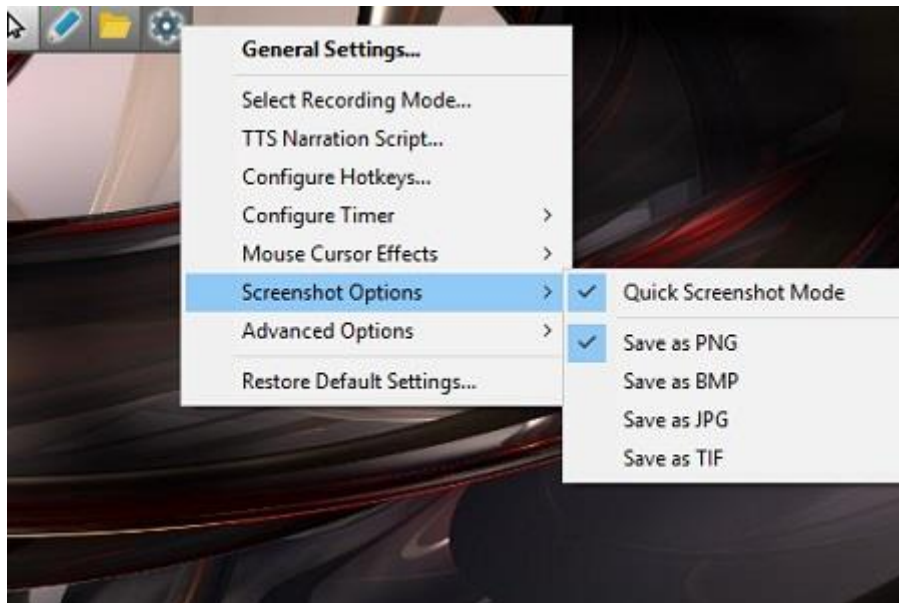 General Settings...
Select Recording Mode...
TTS Narration Script...
Configure Hotkeys...
Configure Timer
Mouse Cursor Effects
Screenshot Options
Advanced Options
Restore Default Settings...
Quick Screenshot Mode
Save as PNG
Save as BMP
Save as JPG
Save as TIF